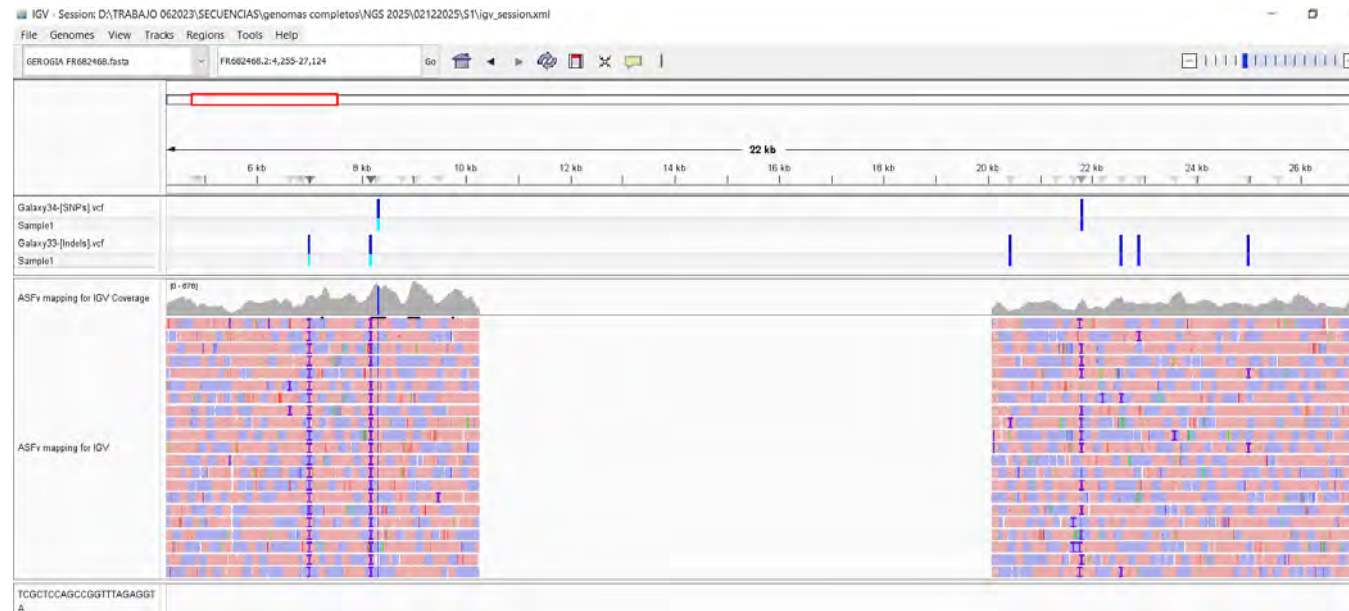 IGV - Session: D:\TRABAJO 062023\SECUENCIAS\genomas completos\NGS 2025\02122025\S1\igv_session.xml
File Genomes View Tracks Regions Tools Help
GEROGIA FR682468.fasta FR682468.2:4,255-27,124 Go
22 kb
6 kb 8 kb 10 kb 12 kb 14 kb 16 kb 18 kb 20 kb 22 kb 24 kb 26 kb
Galaxy34-[SNPs].vcf
Sample1
Galaxy33-[Indels].vcf
Sample1
[0 - 676]
ASFv mapping for IGV Coverage
ASFv mapping for IGV
TCGCTCCAGCCGGTTTAGAGGT
A